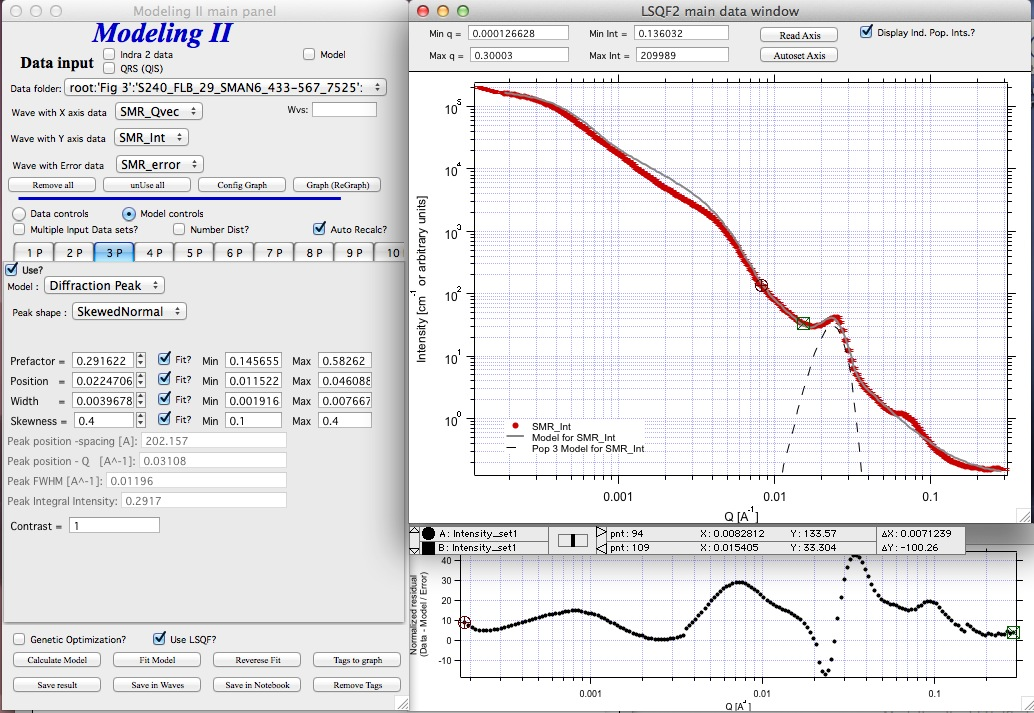 Modeling II main panel
Modeling II
Data input
Indra 2 data
QRS (QIS)
Model
Data folder: root:'Fig 3':'S240_FLB_29_SMAN6_433-567_7525':
Wave with X axis data SMR_Qvec
Wvs:
Wave with Y axis data SMR_Int
Wave with Error data SMR_error
Remove all unUse all Config Graph Graph (ReGraph)
Data controls Model controls
Multiple Input Data sets? Number Dist? Auto Recalc?
1 P 2 P 3 P 4 P 5 P 6 P 7 P 8 P 9 P 10
Use?
Model : Diffraction Peak
Peak shape : SkewedNormal
Prefactor = 0.291622 Fit? Min 0.145655 Max 0.58262
Position = 0.0224706 Fit? Min 0.011522 Max 0.046088
Width = 0.0039678 Fit? Min 0.001916 Max 0.007667
Skewness = 0.4 Fit? Min 0.1 Max 0.4
Peak position -spacing [A]: 202.157
Peak position - Q [A^-1]: 0.03108
Peak FWHM [A^-1]: 0.01196
Peak Integral Intensity: 0.2917
Contrast = 1
Genetic Optimization? Use LSQF?
Calculate Model Fit Model Reverese Fit Tags to graph
Save result Save in Waves Save in Notebook Remove Tags
LSQF2 main data window
Min q = 0.000126628 Min Int = 0.136032 Read Axis Display Ind. Pop. Ints.?
Max q = 0.30003 Max Int = 209989 Autoset Axis
Intensity [cm⁻¹ or arbitrary units]
10⁵
10⁴
10³
10²
10¹
10⁰
SMR_Int
Model for SMR_Int
Pop 3 Model for SMR_Int
0.001 0.01 0.1
Q [A⁻¹]
A: Intensity_set1 pnt: 94 X: 0.0082812 Y: 133.57 ΔX: 0.0071239
B: Intensity_set1 pnt: 109 X: 0.015405 Y: 33.304 ΔY: -100.26
Normalized residual
(Data - Model / Error)
40
30
20
10
0
-10
0.001 0.01 0.1
Q [A⁻¹]